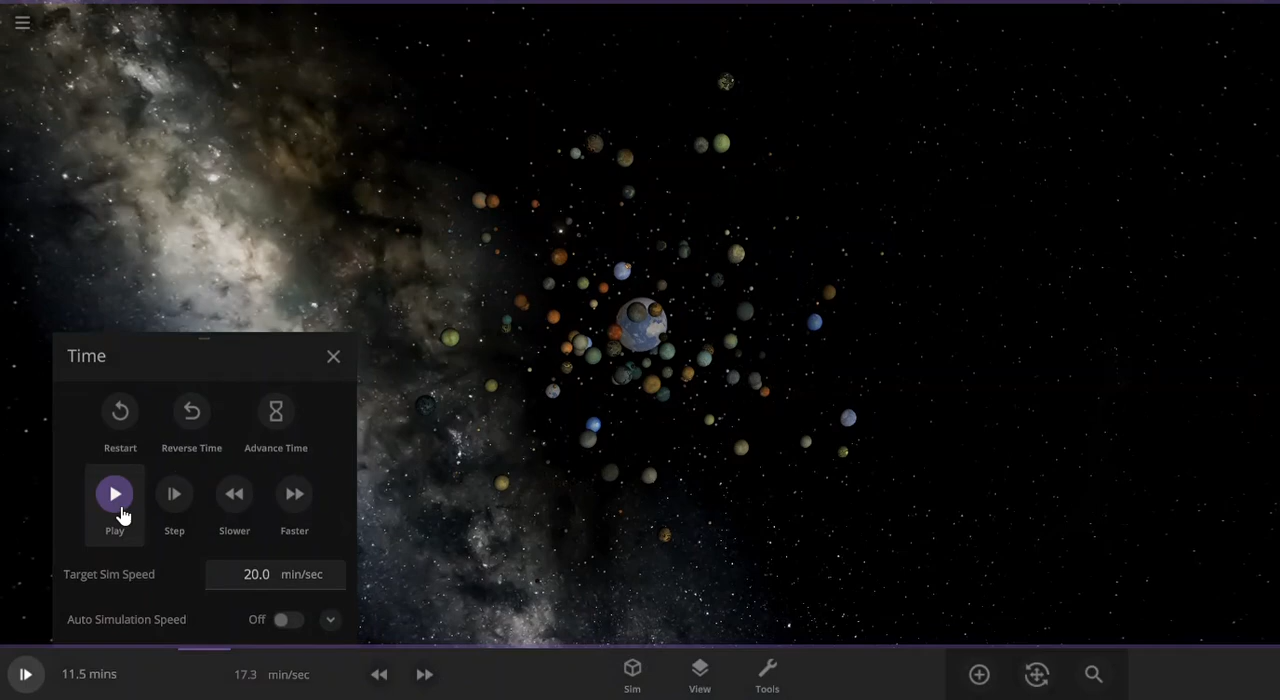 Time
Restart
Reverse Time
Advance Time
Play
Step
Slower
Faster
Target Sim Speed 20.0 min/sec
Auto Simulation Speed Off
11.5 mins
17.3 min/sec
Sim
View
Tools